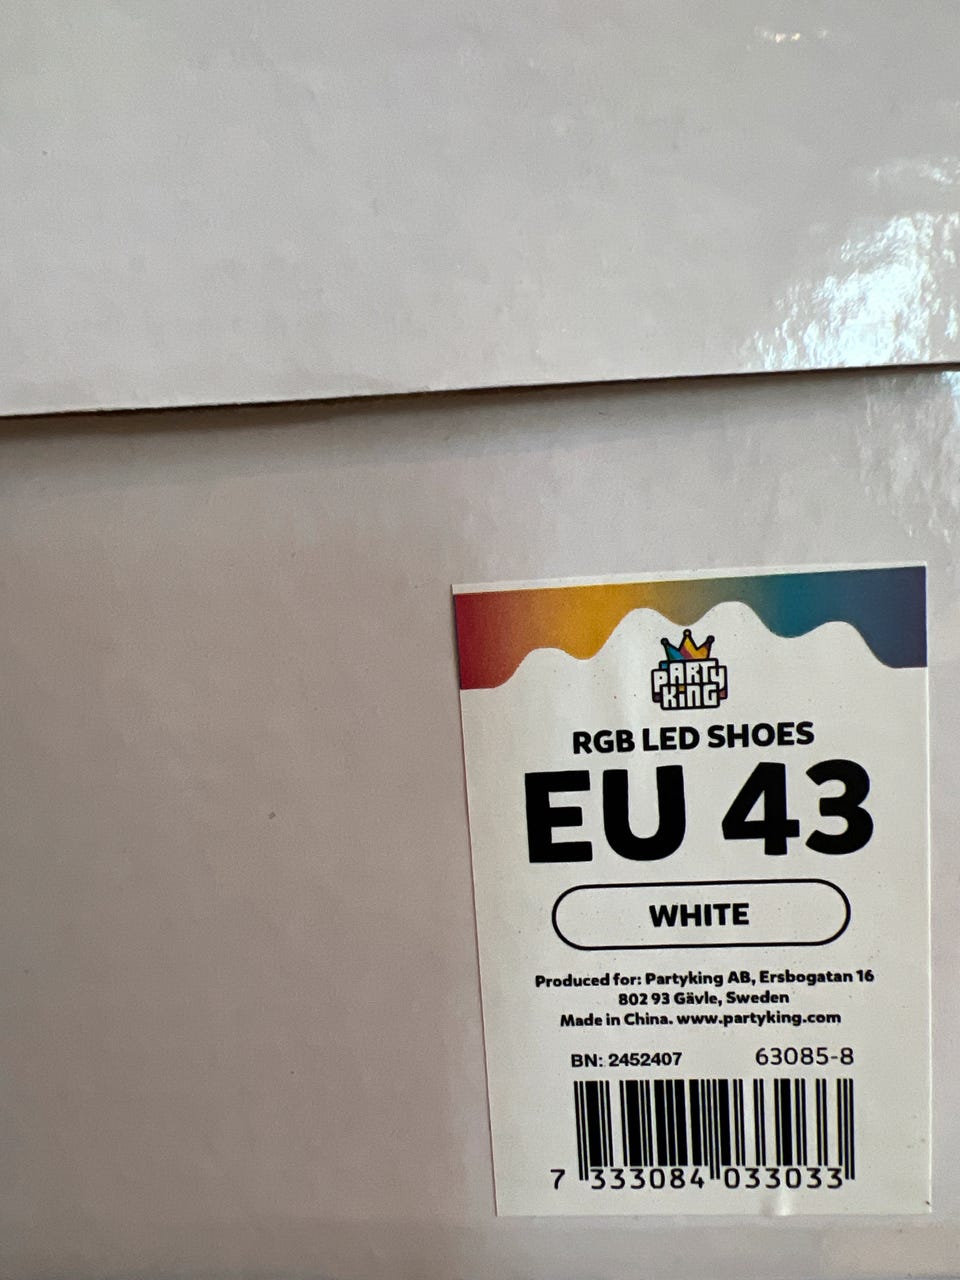 PARTY
KING
RGB LED SHOES
EU 43
WHITE
Produced for: Partyking AB, Ersbogatan 16
802 93 Gävle, Sweden
Made in China. www.partyking.com
BN: 2452407 63085-8
7 333084 033033